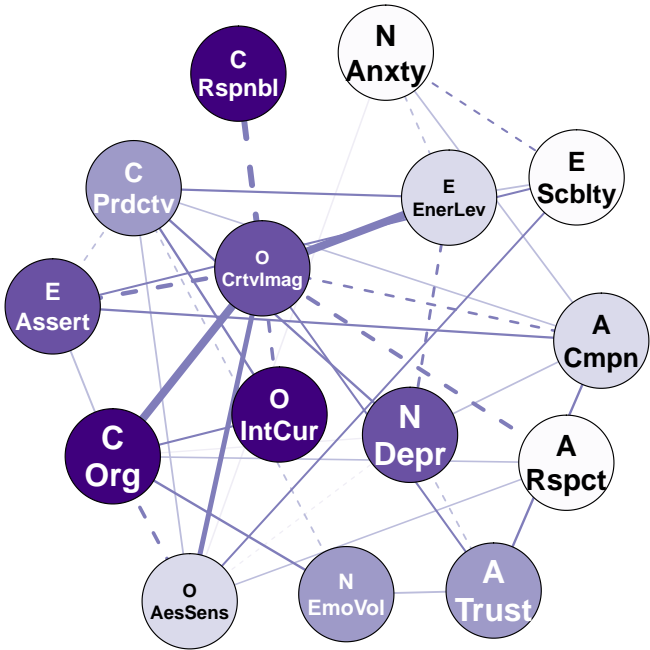 N
Anxty
C
Rspnbl
E
Scblty
C
Prdctv
E
EnerLev
O
CrtvImag
E
Assert
A
Cmpn
O
IntCur
N
Depr
C
Org
A
Rspct
O
AesSens
N
EmoVol
A
Trust